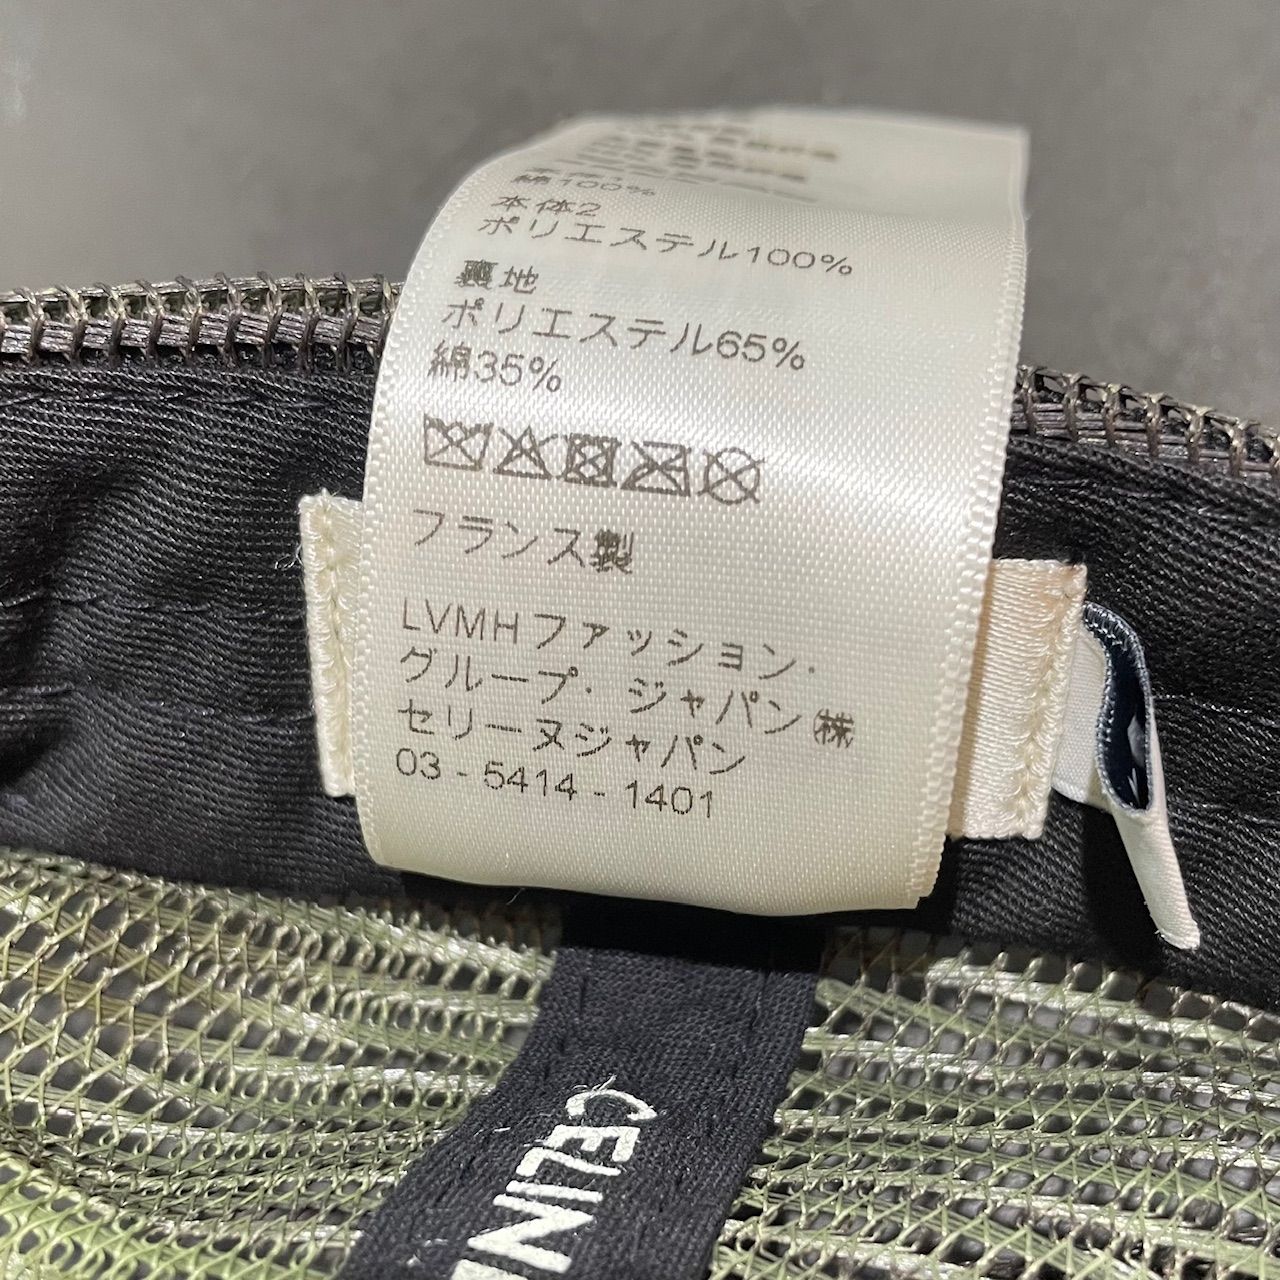 綿100%
本体2
ポリエステル100%
裏地
ポリエステル65%
綿35%
フランス製
LVMHファッション・
グループ・ジャパン㈱
セリーヌジャパン
03 - 5414 - 1401
CELIN